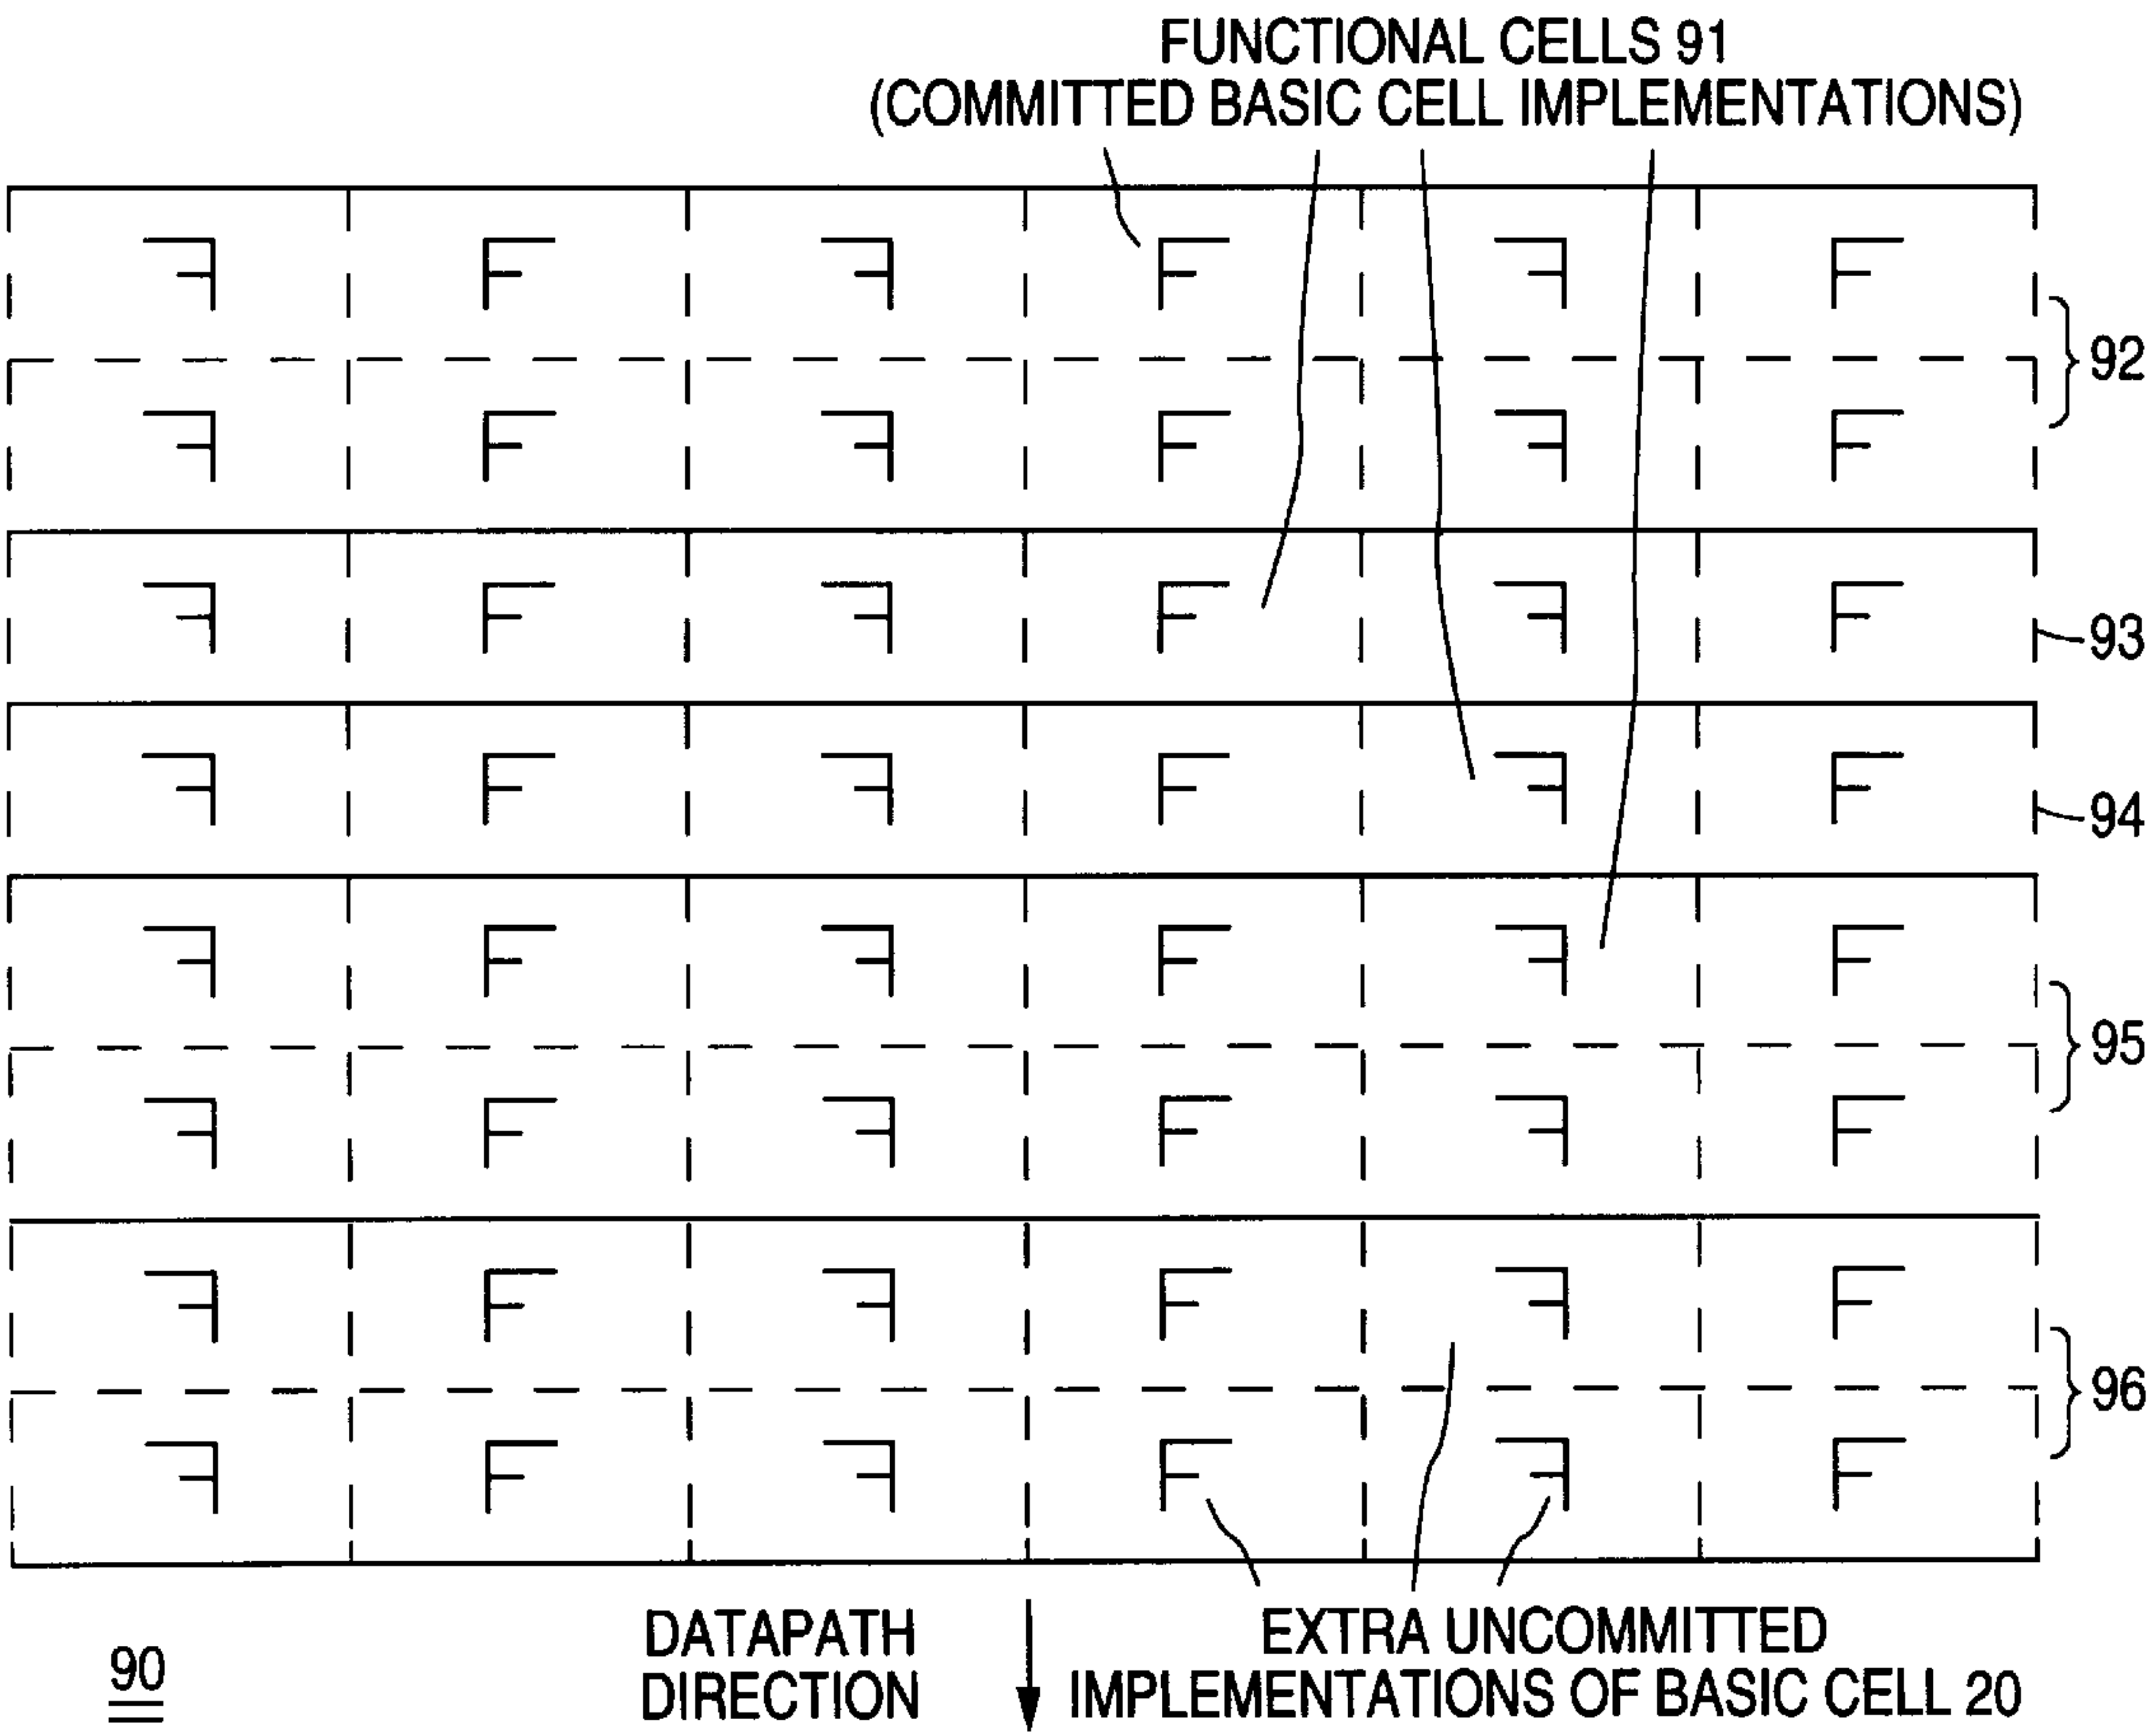 FUNCTIONAL CELLS 91
(COMMITTED BASIC CELL IMPLEMENTATIONS)
ꟻ F ꟻ F ꟻ F
92
ꟻ F ꟻ F ꟻ F
ꟻ F ꟻ F ꟻ F
93
ꟻ F ꟻ F ꟻ F
94
ꟻ F ꟻ F ꟻ F
95
ꟻ F ꟻ F ꟻ F
ꟻ F ꟻ F ꟻ F
96
ꟻ F ꟻ F ꟻ F
90
DATAPATH
DIRECTION
EXTRA UNCOMMITTED
IMPLEMENTATIONS OF BASIC CELL 20